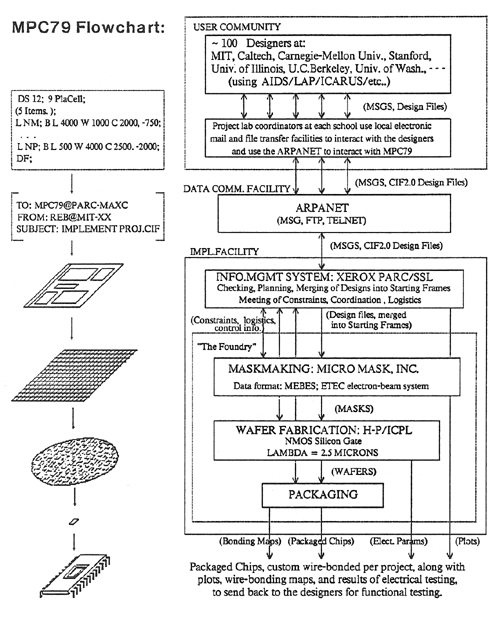 MPC79 Flowchart:
DS 12; 9 PlaCell;
(5 Items. );
L NM; B L 4000 W 1000 C 2000, -750;
. . .
L NP; B L 500 W 4000 C 2500. -2000;
DF;
TO: MPC79@PARC-MAXC
FROM: REB@MIT-XX
SUBJECT: IMPLEMENT PROJ.CIF
USER COMMUNITY
~ 100 Designers at:
MIT, Caltech, Carnegie-Mellon Univ., Stanford,
Univ. of Illinois, U.C.Berkeley, Univ. of Wash., - - -
(using AIDS/LAP/ICARUS/etc..)
(MSGS, Design Files)
Project lab coordinators at each school use local electronic
mail and file transfer facilities to interact with the designers
and use the ARPANET to interact with MPC79
(MSGS, CIF2.0 Design Files)
DATA COMM. FACILITY
ARPANET
(MSG, FTP, TELNET)
(MSGS, CIF2.0 Design Files)
IMPL.FACILITY
INFO.MGMT SYSTEM: XEROX PARC/SSL
Checking, Planning, Merging of Designs into Starting Frames
Meeting of Constraints, Coordination , Logistics
(Constraints, logistics,
control info.)
(Design files, merged
into Starting Frames)
"The Foundry"
MASKMAKING: MICRO MASK, INC.
Data format: MEBES; ETEC electron-beam system
(MASKS)
WAFER FABRICATION: H-P/ICPL
NMOS Silicon Gate
LAMBDA = 2.5 MICRONS
(WAFERS)
PACKAGING
(Bonding Maps) (Packaged Chips) (Elect. Params) (Plots)
Packaged Chips, custom wire-bonded per project, along with
plots, wire-bonding maps, and results of electrical testing,
to send back to the designers for functional testing.